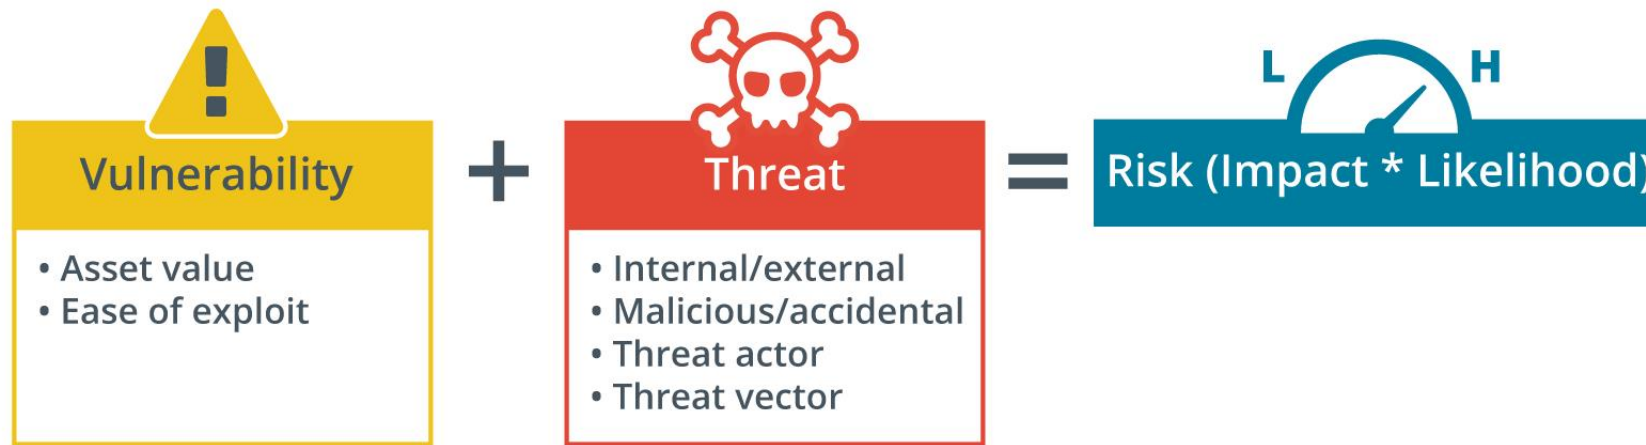 !
Vulnerability
• Asset value
• Ease of exploit
+
Threat
• Internal/external
• Malicious/accidental
• Threat actor
• Threat vector
=
L H
Risk (Impact * Likelihood)